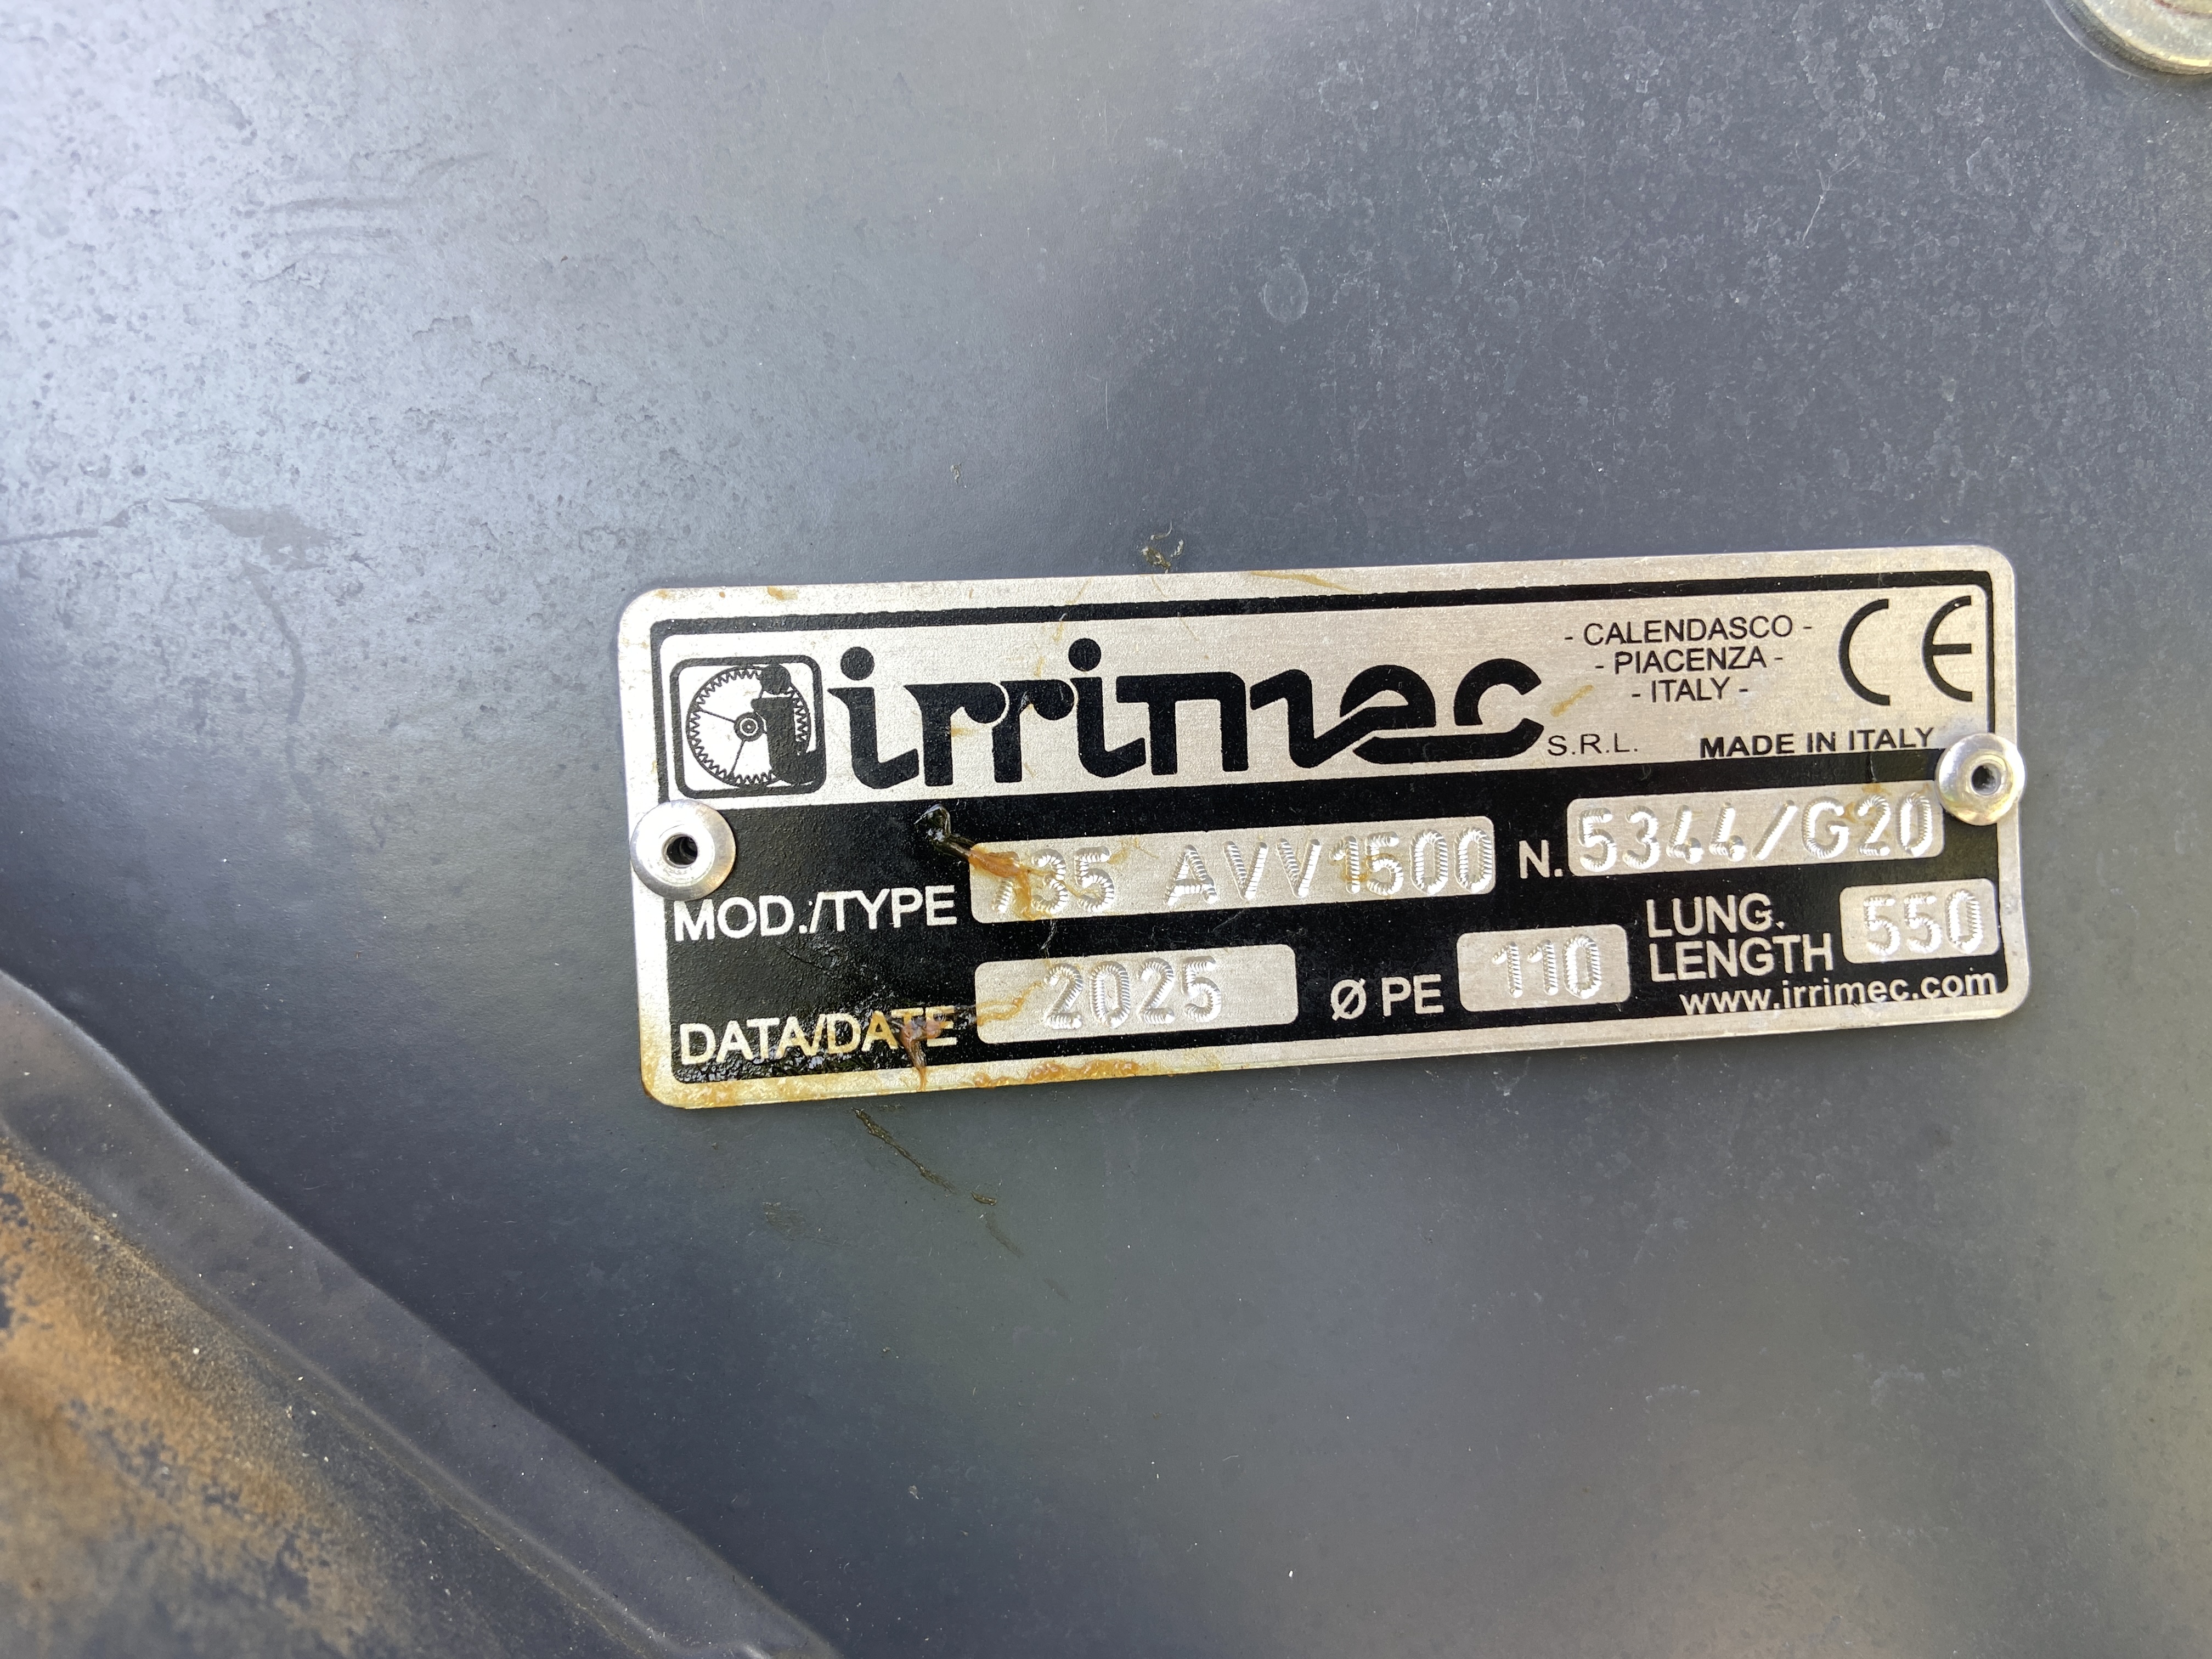 irrimec S.R.L.
- CALENDASCO -
- PIACENZA -
- ITALY -
CE
MADE IN ITALY
MOD./TYPE AVV1500 N. 5344/G20
DATA/DATE 2025 Ø PE 110 LUNG.
LENGTH 550
www.irrimec.com